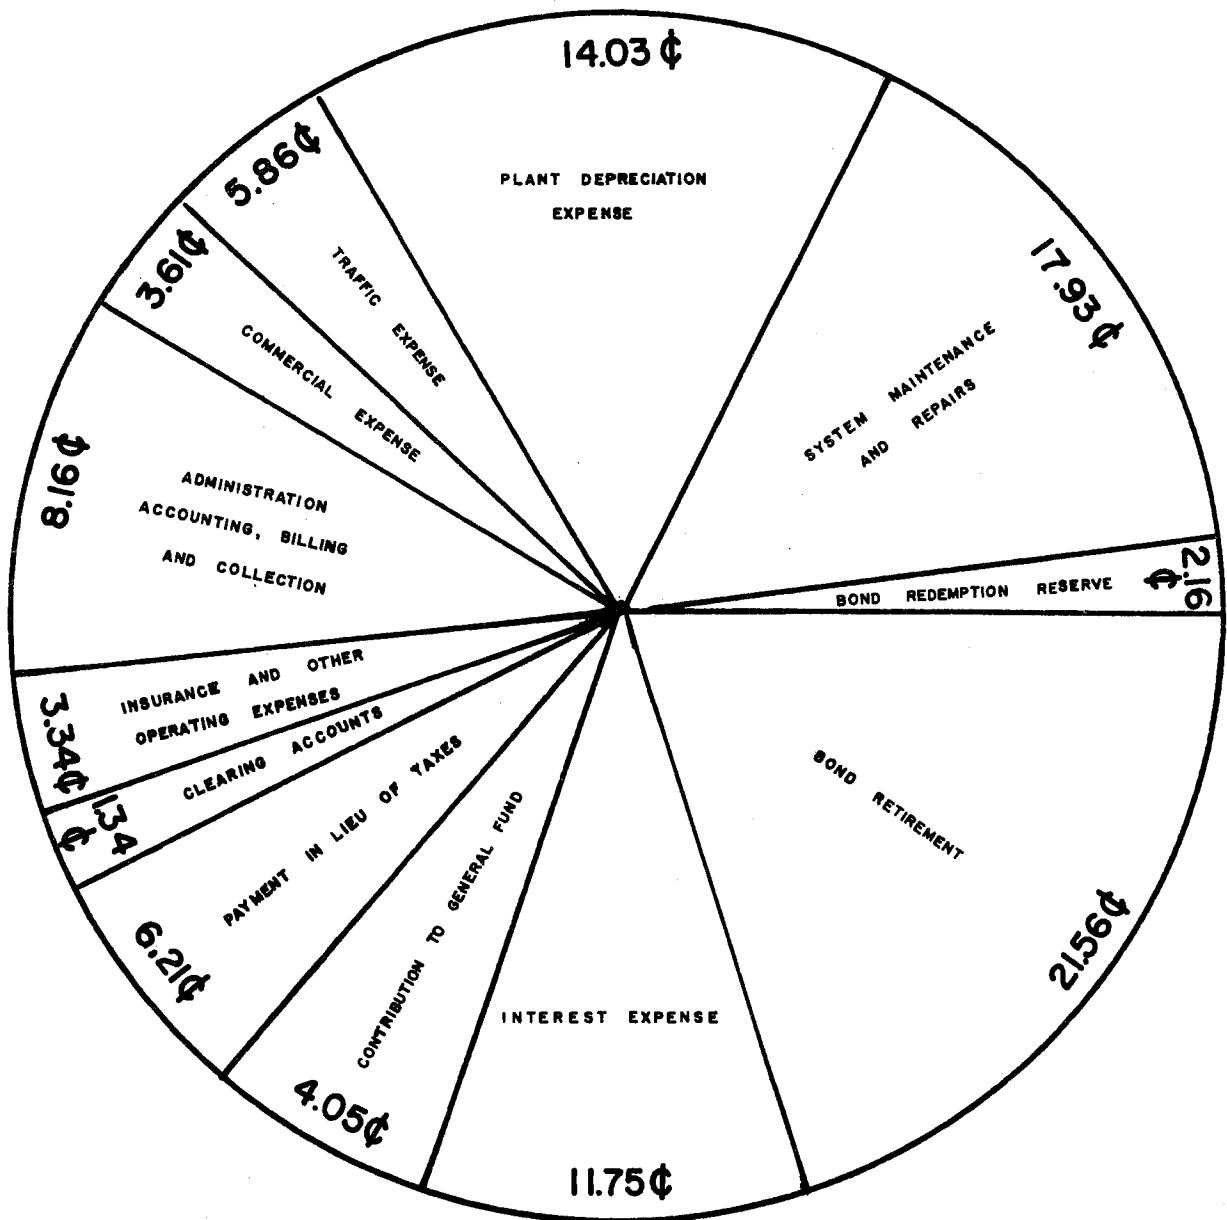 14.03¢
PLANT DEPRECIATION
EXPENSE
17.93¢
SYSTEM MAINTENANCE
AND REPAIRS
2.16
¢
BOND REDEMPTION RESERVE
BOND RETIREMENT
21.56¢
INTEREST EXPENSE
11.75¢
CONTRIBUTION TO GENERAL FUND
4.05¢
PAYMENT IN LIEU OF TAXES
6.21¢
CLEARING ACCOUNTS
1.34
¢
INSURANCE AND OTHER
OPERATING EXPENSES
3.34¢
ADMINISTRATION
ACCOUNTING, BILLING
AND COLLECTION
8.16¢
COMMERCIAL EXPENSE
3.61¢
TRAFFIC EXPENSE
5.86¢